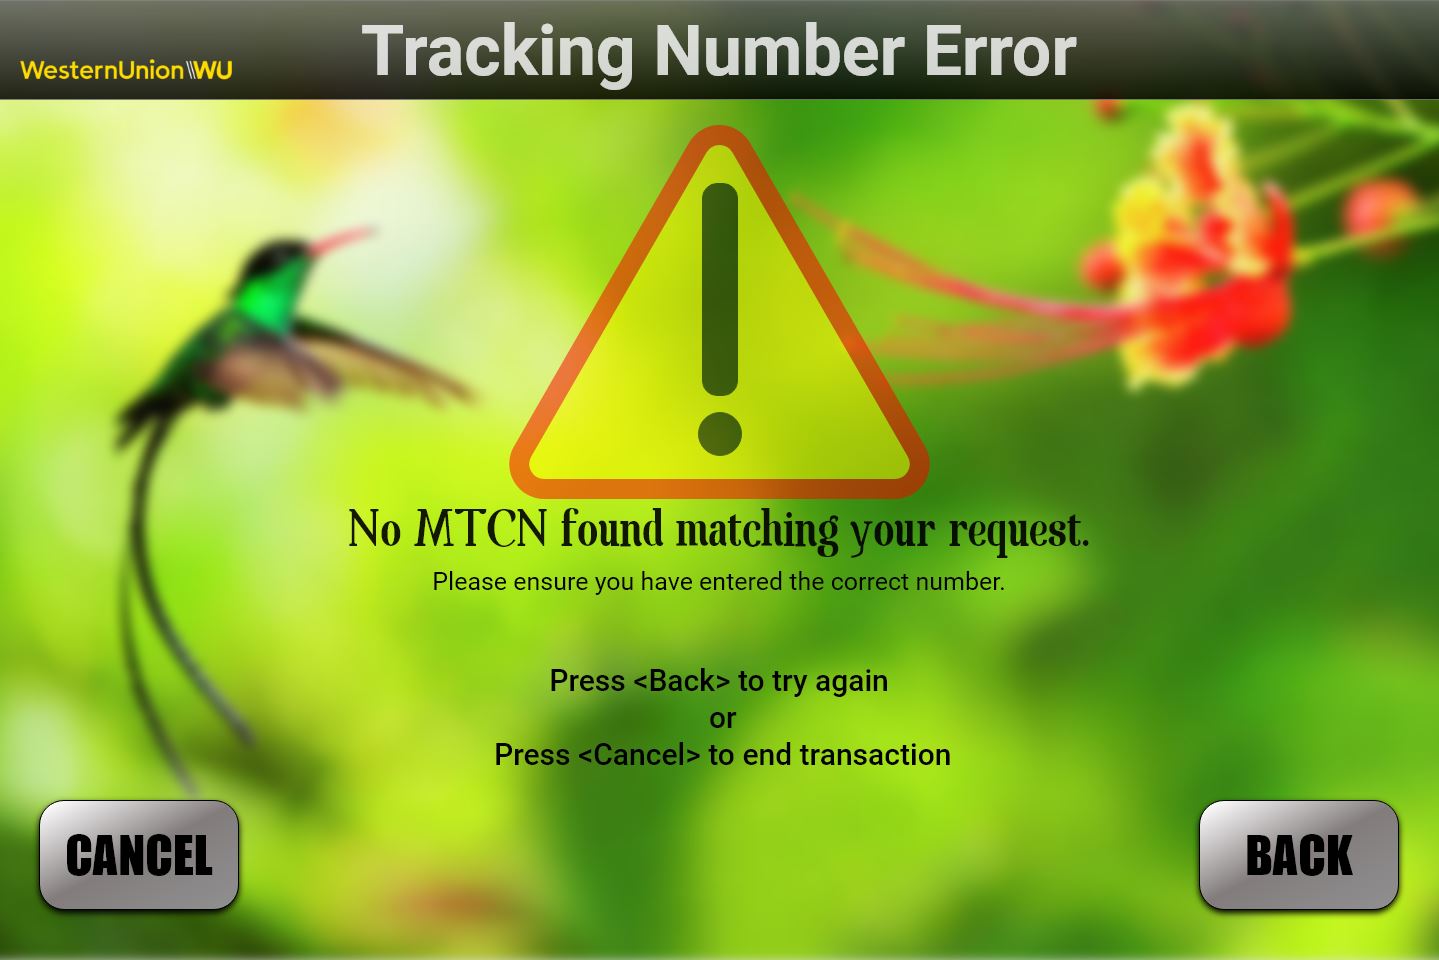 Tracking Number Error
WesternUnion\\WU
No MTCN found matching your request.
Please ensure you have entered the correct number.
Press <Back> to try again
or
Press <Cancel> to end transaction
CANCEL
BACK